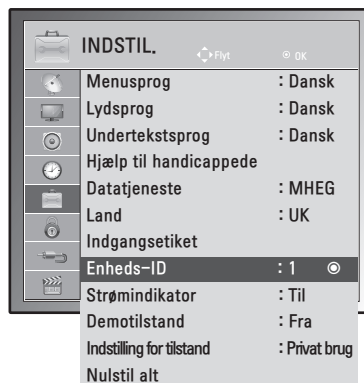 INDSTIL. Flyt OK
Menusprog : Dansk
Lydsprog : Dansk
Undertekstsprog : Dansk
Hjælp til handicappede
Datatjeneste : MHEG
Land : UK
Indgangsetiket
Enheds-ID : 1
Strømindikator : Til
Demotilstand : Fra
Indstilling for tilstand : Privat brug
Nulstil alt